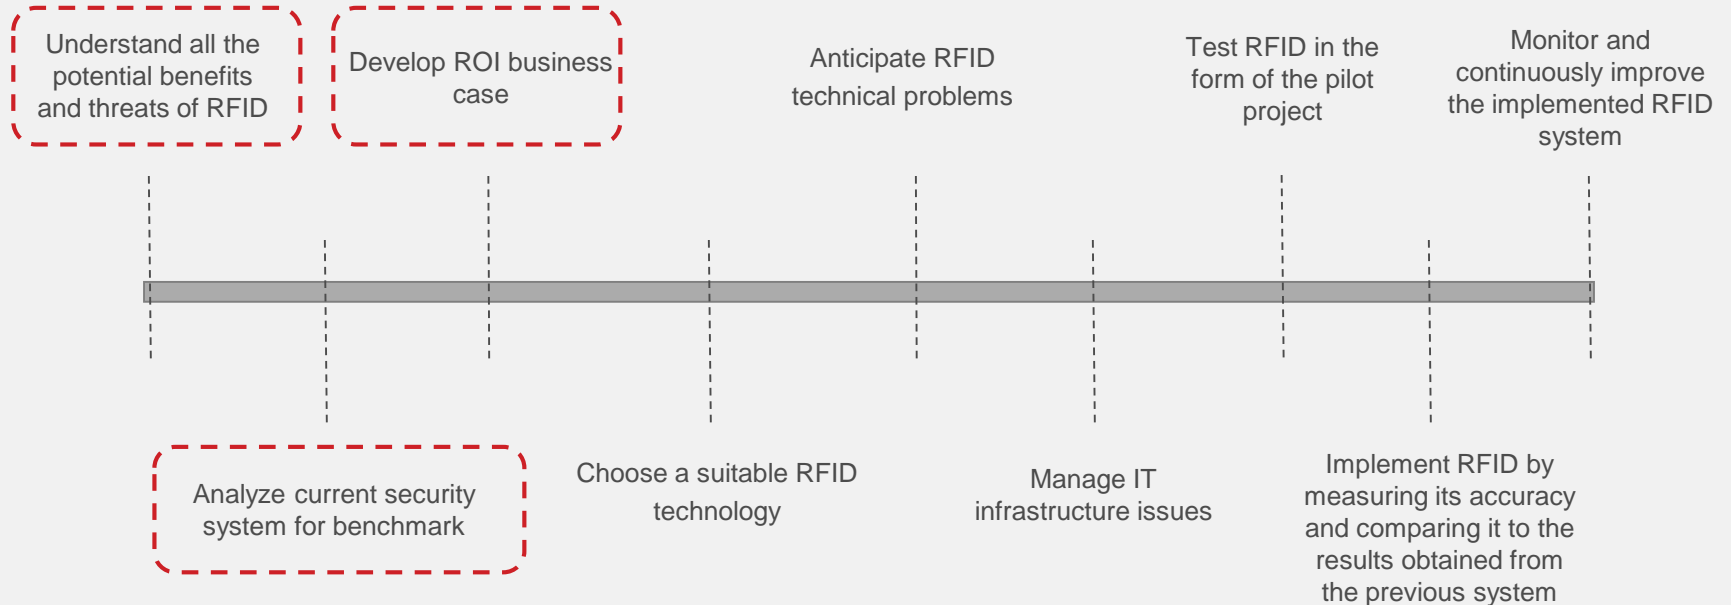 Understand all the
potential benefits
and threats of RFID
Develop ROI business
case
Anticipate RFID
technical problems
Test RFID in the
form of the pilot
project
Monitor and
continuously improve
the implemented RFID
system
Analyze current security
system for benchmark
Choose a suitable RFID
technology
Manage IT
infrastructure issues
Implement RFID by
measuring its accuracy
and comparing it to the
results obtained from
the previous system